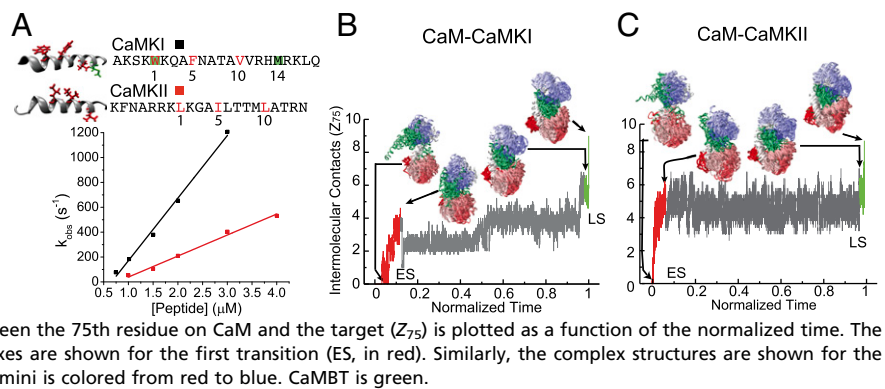 A
CaMKI
AKSKWKQAFNATAVVRHMRKLQ
1 5 10 14
CaMKII
KFNARRKLKGAILTTMLATRN
1 5 10
1200
1000
800
600
400
200
0
kobs (s⁻¹)
0.5 1.0 1.5 2.0 2.5 3.0 3.5 4.0
[Peptide] (μM)
B
CaM-CaMKI
Intermolecular Contacts (Z75)
10
8
6
4
2
0
ES
LS
0 0.2 0.4 0.6 0.8 1
Normalized Time
C
CaM-CaMKII
10
8
6
4
2
0
ES
LS
0 0.2 0.4 0.6 0.8 1
Normalized Time
een the 75th residue on CaM and the target (Z75) is plotted as a function of the normalized time. The
xes are shown for the first transition (ES, in red). Similarly, the complex structures are shown for the
mini is colored from red to blue. CaMBT is green.